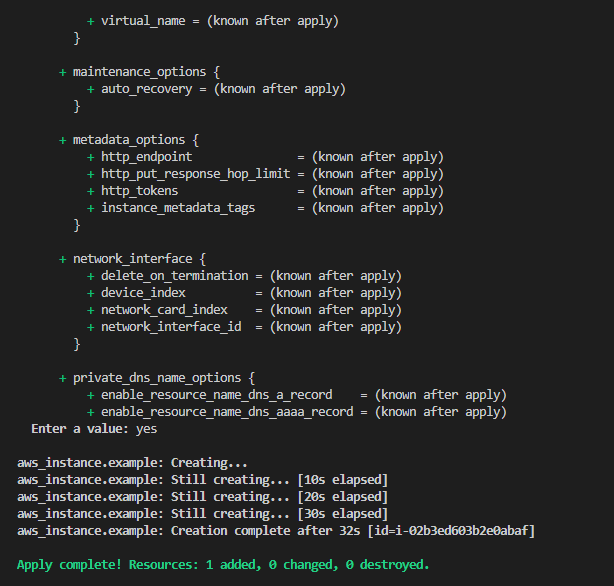 + virtual_name = (known after apply)
}
+ maintenance_options {
+ auto_recovery = (known after apply)
}
+ metadata_options {
+ http_endpoint = (known after apply)
+ http_put_response_hop_limit = (known after apply)
+ http_tokens = (known after apply)
+ instance_metadata_tags = (known after apply)
}
+ network_interface {
+ delete_on_termination = (known after apply)
+ device_index = (known after apply)
+ network_card_index = (known after apply)
+ network_interface_id = (known after apply)
}
+ private_dns_name_options {
+ enable_resource_name_dns_a_record = (known after apply)
+ enable_resource_name_dns_aaaa_record = (known after apply)
Enter a value: yes
aws_instance.example: Creating...
aws_instance.example: Still creating... [10s elapsed]
aws_instance.example: Still creating... [20s elapsed]
aws_instance.example: Still creating... [30s elapsed]
aws_instance.example: Creation complete after 32s [id=i-02b3ed603b2e0abaf]
Apply complete! Resources: 1 added, 0 changed, 0 destroyed.